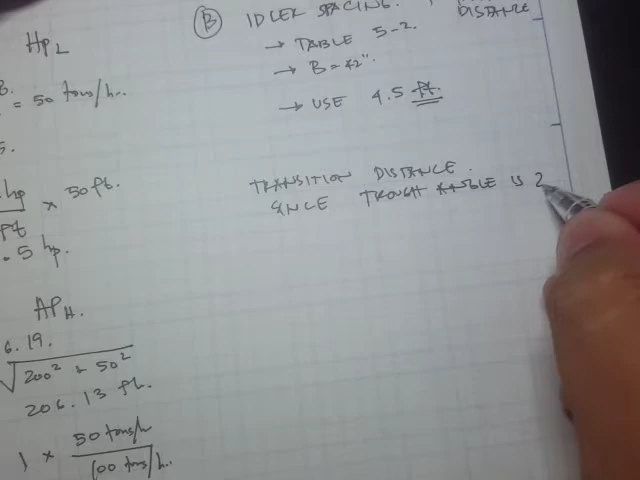 Hp L
= 50 tons/h..
hp
ft
x 50 ft.
.5 hp.
ΔP H.
6.19.
√200² + 50²
206.13 ft.
1 x 50 tons/h
100 tons/h..
B IDLER SPACING.
DISTANCE
→ TABLE 5-2.
→ B = 42".
→ USE 4.5 ft.
TRANSITION DISTANCE.
SINCE TROUGH ANGLE IS 2